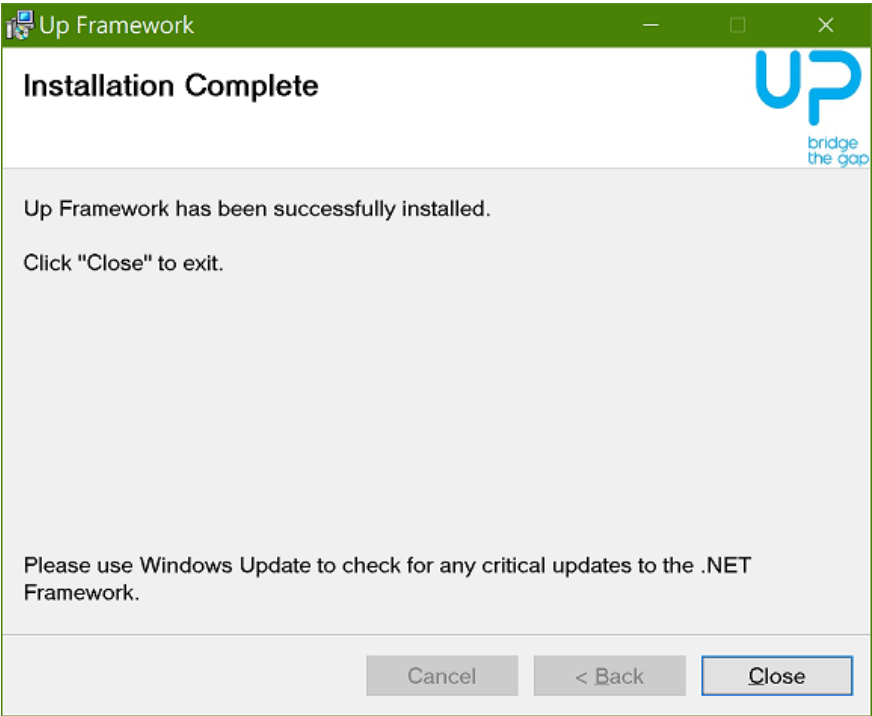 Up Framework
Installation Complete
UP
bridge
the gap
Up Framework has been successfully installed.
Click "Close" to exit.
Please use Windows Update to check for any critical updates to the .NET
Framework.
Cancel
< Back
Close